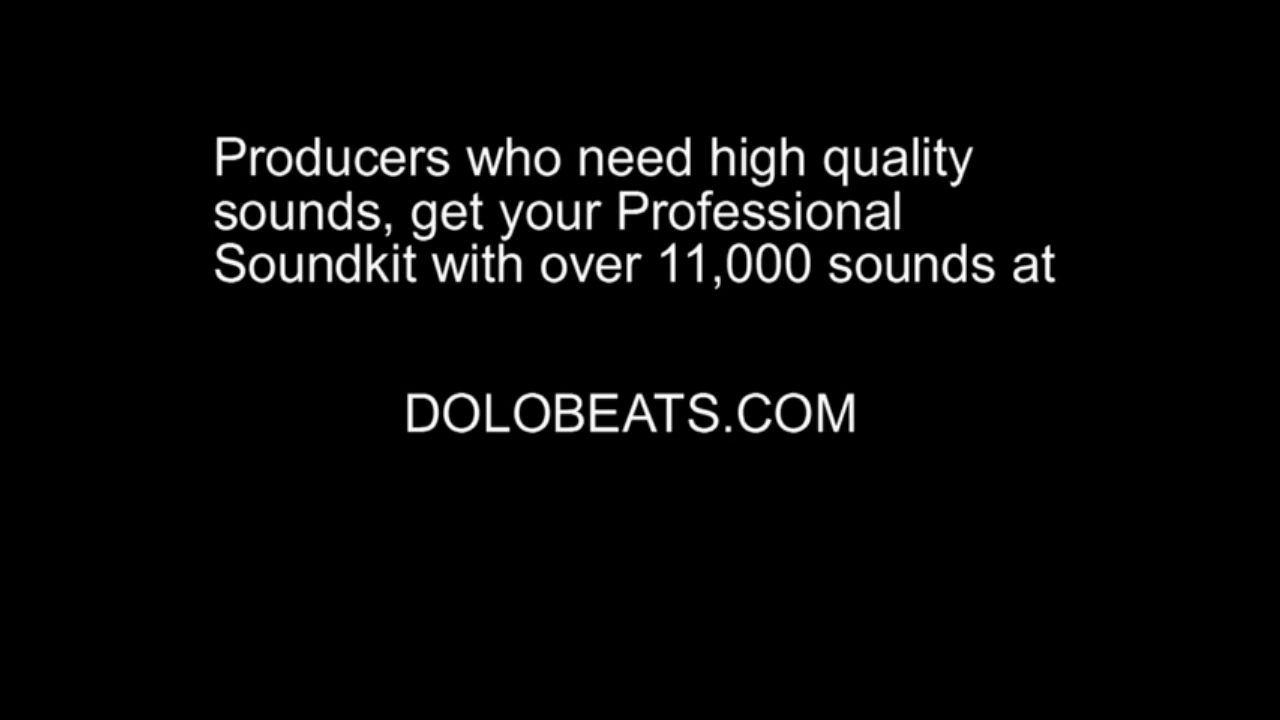 Producers who need high quality
sounds, get your Professional
Soundkit with over 11,000 sounds at
DOLOBEATS.COM